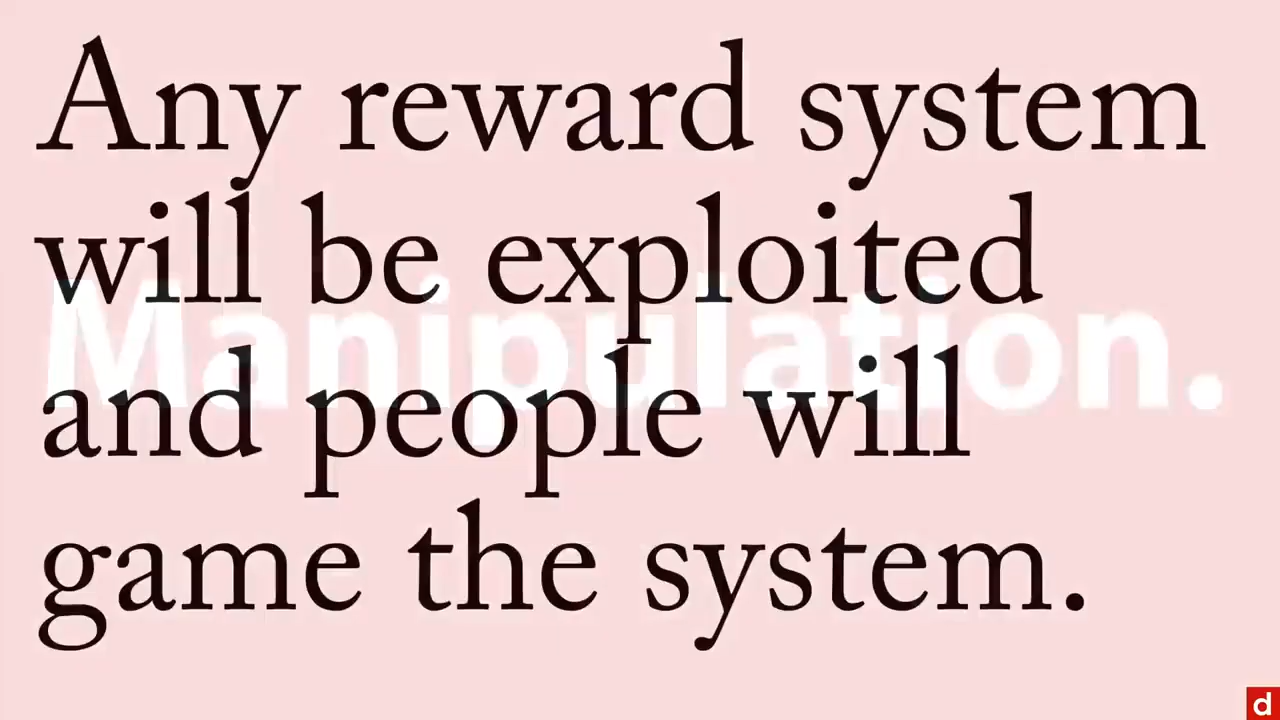 Any reward system
will be exploited
Manipulation.
and people will
game the system.
d